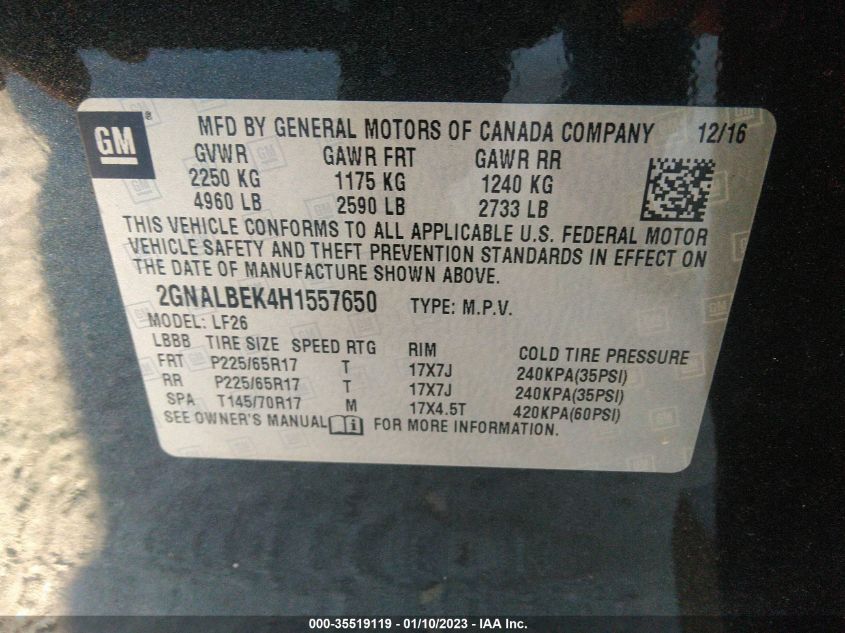 GM ® MFD BY GENERAL MOTORS OF CANADA COMPANY 12/16
GVWR GAWR FRT GAWR RR
2250 KG 1175 KG 1240 KG
4960 LB 2590 LB 2733 LB
THIS VEHICLE CONFORMS TO ALL APPLICABLE U.S. FEDERAL MOTOR
VEHICLE SAFETY AND THEFT PREVENTION STANDARDS IN EFFECT ON
THE DATE OF MANUFACTURE SHOWN ABOVE.
2GNALBEK4H1557650 TYPE: M.P.V.
MODEL: LF26
LBBB TIRE SIZE SPEED RTG RIM COLD TIRE PRESSURE
FRT P225/65R17 T 17X7J 240KPA(35PSI)
RR P225/65R17 T 17X7J 240KPA(35PSI)
SPA T145/70R17 M 17X4.5T 420KPA(60PSI)
SEE OWNER'S MANUAL FOR MORE INFORMATION.
000-35519119 - 01/10/2023 - IAA Inc.